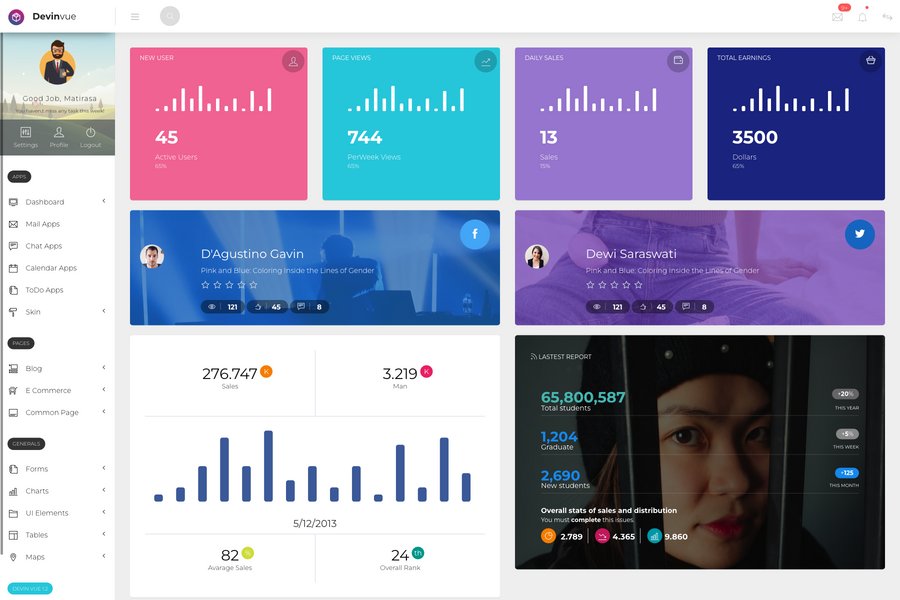 Devinvue
9+
Good Job, Matirasa
You haven't miss any task this week!
Settings Profile Logout
APPS
Dashboard
Mail Apps
Chat Apps
Calendar Apps
ToDo Apps
Skin
PAGES
Blog
E Commerce
Common Page
GENERALS
Forms
Charts
UI Elements
Tables
Maps
DEVIN VUE 1.2
NEW USER
45
Active Users
65%
PAGE VIEWS
744
PerWeek Views
65%
DAILY SALES
13
Sales
15%
TOTAL EARNINGS
3500
Dollars
65%
D'Agustino Gavin
Pink and Blue: Coloring Inside the Lines of Gender
121 45 8
f
Dewi Saraswati
Pink and Blue: Coloring Inside the Lines of Gender
121 45 8
276.747 K
Sales
3.219 K
Man
5/12/2013
82 %
Avarage Sales
24 th
Overall Rank
LASTEST REPORT
65,800,587
Total students
+20%
THIS YEAR
1,204
Graduate
+5%
THIS WEEK
2,690
New students
+125
THIS MONTH
Overall stats of sales and distribution
You must complete this issues.
2.789 4.365 9.860